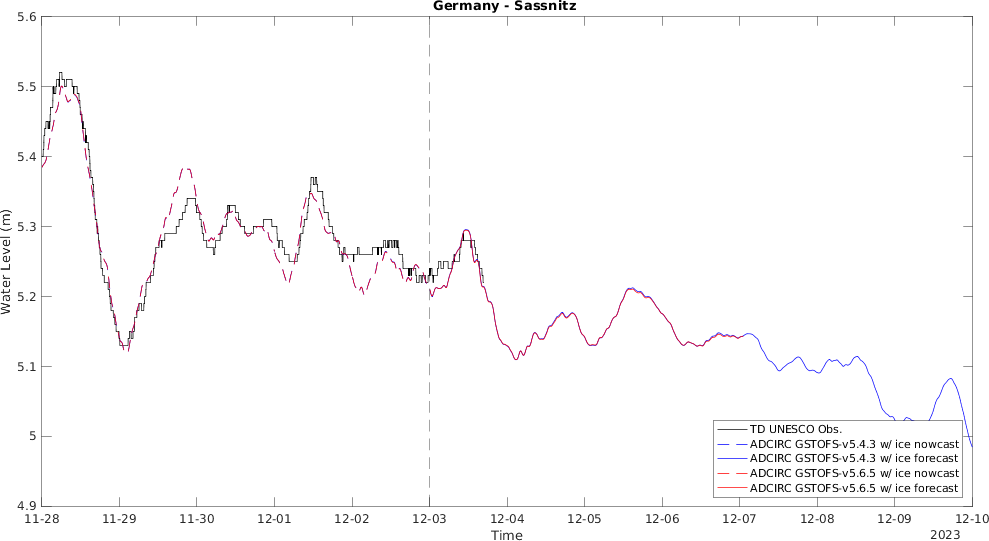 Germany - Sassnitz
5.6
5.5
5.4
5.3
5.2
5.1
5
4.9
Water Level (m)
TD UNESCO Obs.
ADCIRC GSTOFS-v5.4.3 w/ ice nowcast
ADCIRC GSTOFS-v5.4.3 w/ ice forecast
ADCIRC GSTOFS-v5.6.5 w/ ice nowcast
ADCIRC GSTOFS-v5.6.5 w/ ice forecast
11-28 11-29 11-30 12-01 12-02 12-03 12-04 12-05 12-06 12-07 12-08 12-09 12-10
Time
2023